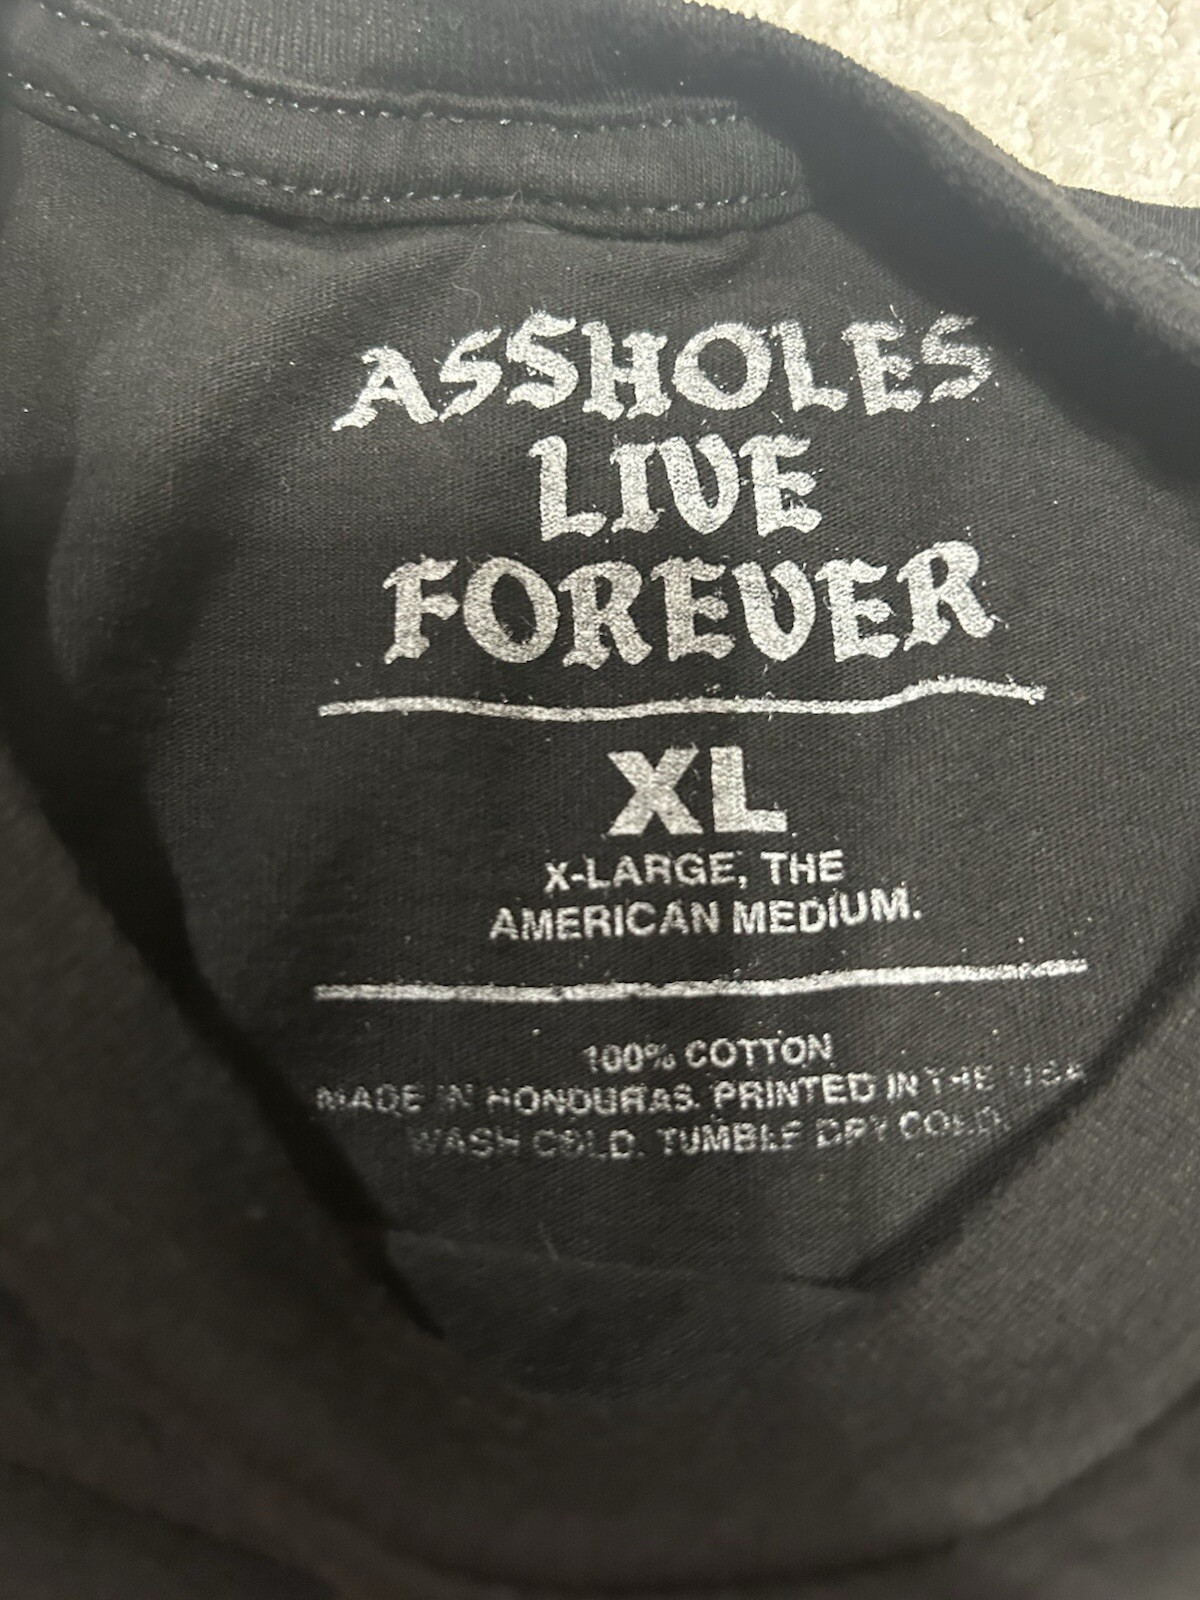 ASSHOLES
LIVE
FOREVER
XL
X-LARGE, THE
AMERICAN MEDIUM.
100% COTTON
MADE IN HONDURAS. PRINTED IN THE USA
WASH COLD. TUMBLE DRY COLD.